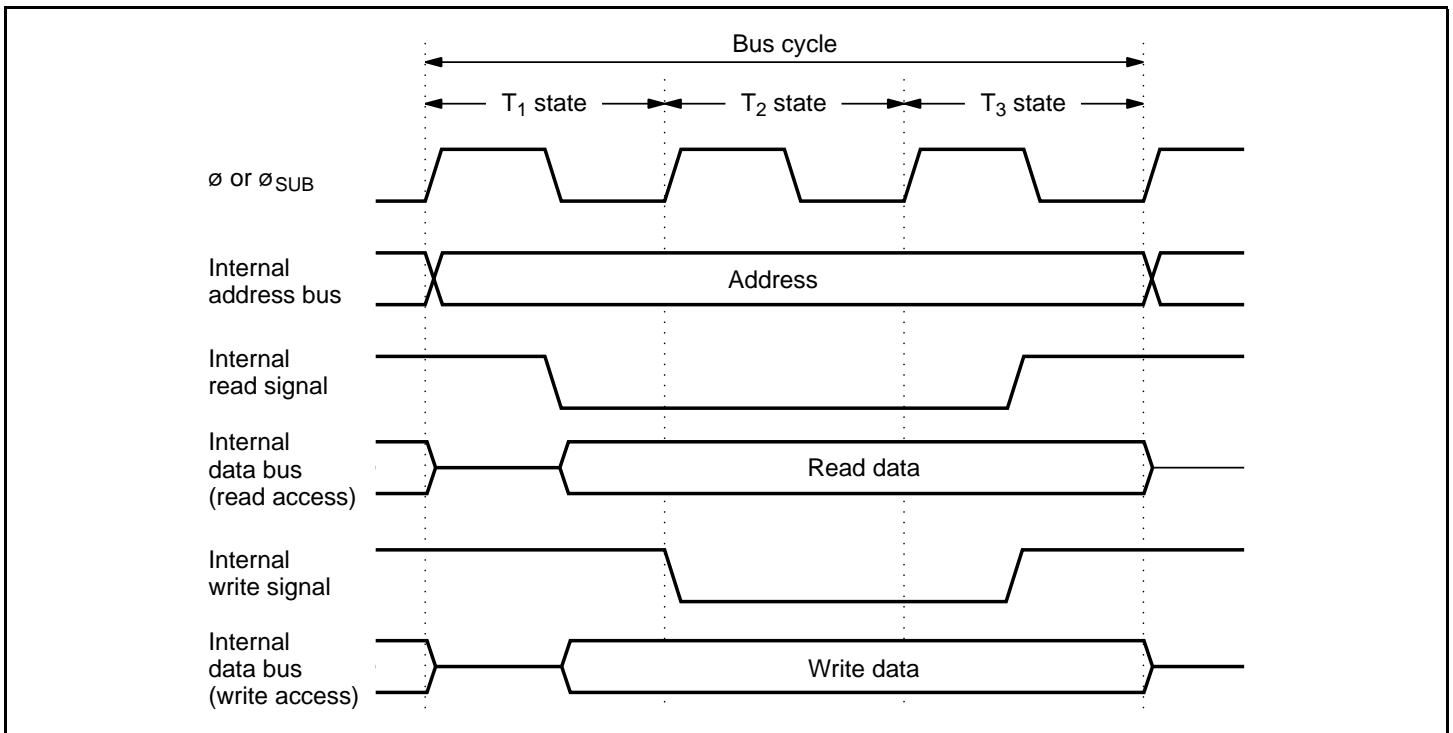 Bus cycle
T₁ state
T₂ state
T₃ state
ø or øSUB
Internal
address bus
Address
Internal
read signal
Internal
data bus
(read access)
Read data
Internal
write signal
Internal
data bus
(write access)
Write data